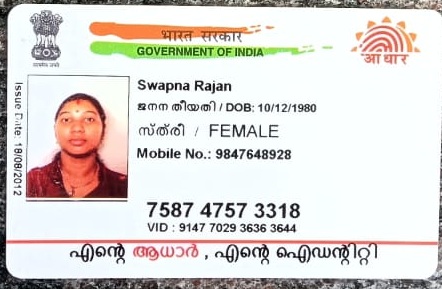 भारत सरकार
GOVERNMENT OF INDIA
आधार
Issue Date: 18/08/2012
Swapna Rajan
ജനന തീയതി / DOB: 10/12/1980
സ്ത്രീ / FEMALE
Mobile No.: 9847648928
7587 4757 3318
VID : 9147 7029 3636 3644
എന്റെ ആധാർ, എന്റെ ഐഡന്റിറ്റി